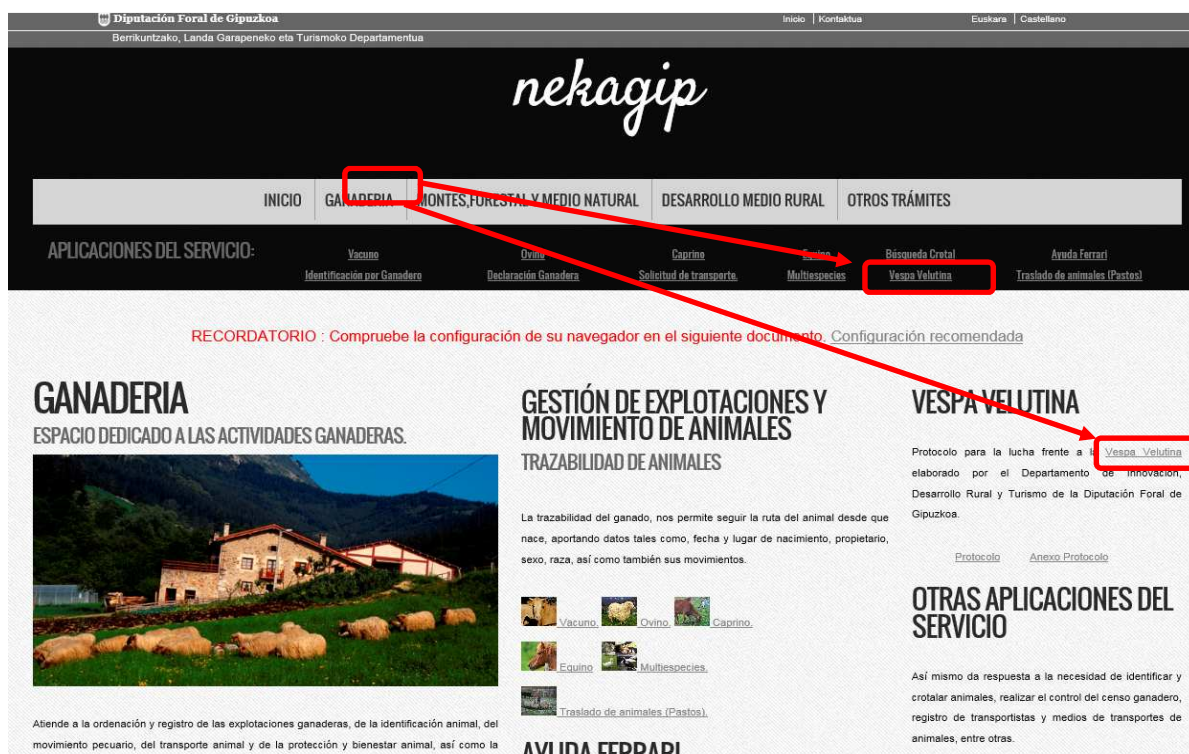 Diputación Foral de Gipuzkoa
Inicio | Kontaktua
Euskara | Castellano
Berrikuntzako, Landa Garapeneko eta Turismoko Departamentua
nekagip
INICIO
GANADERIA
MONTES,FORESTAL Y MEDIO NATURAL
DESARROLLO MEDIO RURAL
OTROS TRÁMITES
APLICACIONES DEL SERVICIO:
Vacuno
Ovino
Caprino
Equino
Búsqueda Crotal
Ayuda Ferrari
Identificación por Ganadero
Declaración Ganadera
Solicitud de transporte.
Multiespecies
Vespa Velutina
Traslado de animales (Pastos)
RECORDATORIO : Compruebe la configuración de su navegador en el siguiente documento. Configuración recomendada
GANADERIA
ESPACIO DEDICADO A LAS ACTIVIDADES GANADERAS.
Atiende a la ordenación y registro de las explotaciones ganaderas, de la identificación animal, del
movimiento pecuario, del transporte animal y de la protección y bienestar animal, así como la
GESTIÓN DE EXPLOTACIONES Y
MOVIMIENTO DE ANIMALES
TRAZABILIDAD DE ANIMALES
La trazabilidad del ganado, nos permite seguir la ruta del animal desde que
nace, aportando datos tales como, fecha y lugar de nacimiento, propietario,
sexo, raza, así como también sus movimientos.
Vacuno.
Ovino.
Caprino.
Equino
Multiespecies.
Traslado de animales (Pastos).
AYUDA FERRARI
VESPA VELUTINA
Protocolo para la lucha frente a la Vespa Velutina
elaborado por el Departamento de Innovación,
Desarrollo Rural y Turismo de la Diputación Foral de
Gipuzkoa.
Protocolo
Anexo Protocolo
OTRAS APLICACIONES DEL
SERVICIO
Así mismo da respuesta a la necesidad de identificar y
crotalar animales, realizar el control del censo ganadero,
registro de transportistas y medios de transportes de
animales, entre otras.